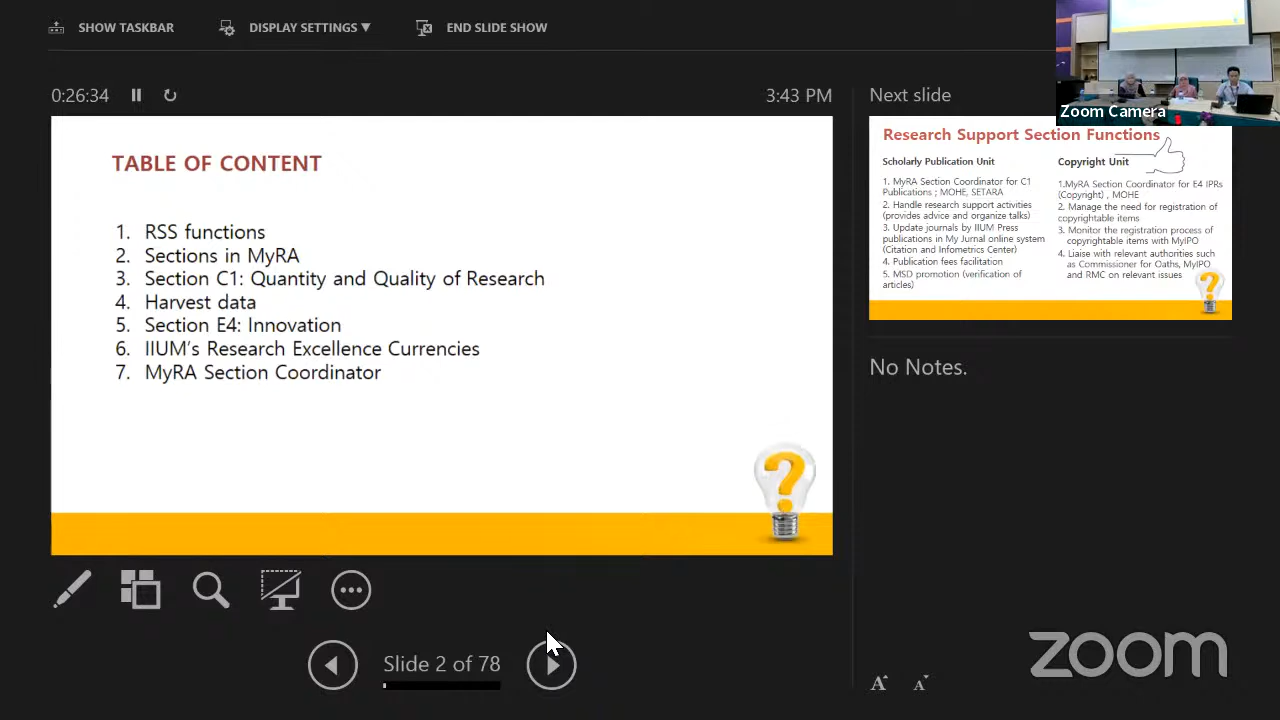 SHOW TASKBAR
DISPLAY SETTINGS ▼
END SLIDE SHOW
0:26:34
3:43 PM
TABLE OF CONTENT
1. RSS functions
2. Sections in MyRA
3. Section C1: Quantity and Quality of Research
4. Harvest data
5. Section E4: Innovation
6. IIUM's Research Excellence Currencies
7. MyRA Section Coordinator
Slide 2 of 78
Next slide
Zoom Camera
Research Support Section Functions
Scholarly Publication Unit
1. MyRA Section Coordinator for C1
Publications ; MOHE, SETARA
2. Handle research support activities
(provides advice and organize talks)
3. Update journals by IIUM Press
publications in My Jurnal online system
(Citation and Infometrics Center)
4. Publication fees facilitation
5. MSD promotion (verification of
articles)
Copyright Unit
1.MyRA Section Coordinator for E4 IPRs
(Copyright) , MOHE
2. Manage the need for registration of
copyrightable items
3. Monitor the registration process of
copyrightable items with MyIPO
4. Liaise with relevant authorities such
as Commissioner for Oaths, MyIPO
and RMC on relevant issues
No Notes.
A A
zoom